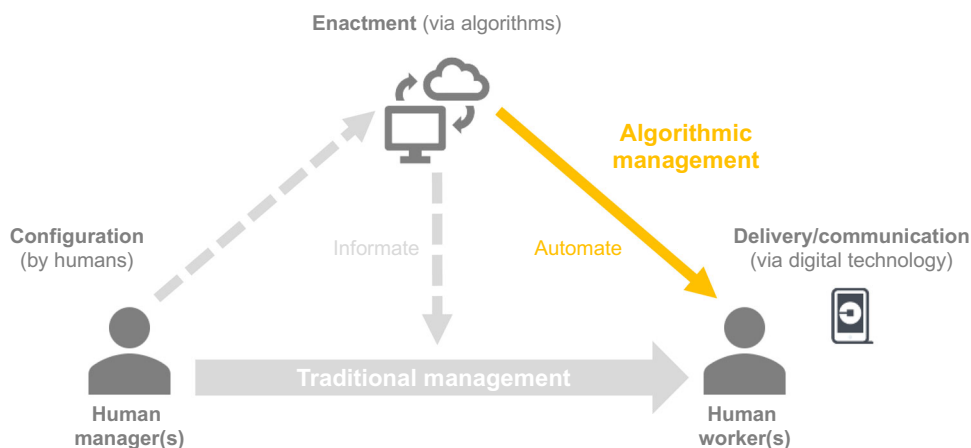 Enactment (via algorithms)
Algorithmic
management
Configuration
(by humans)
Informate
Automate
Delivery/communication
(via digital technology)
Traditional management
Human
manager(s)
Human
worker(s)